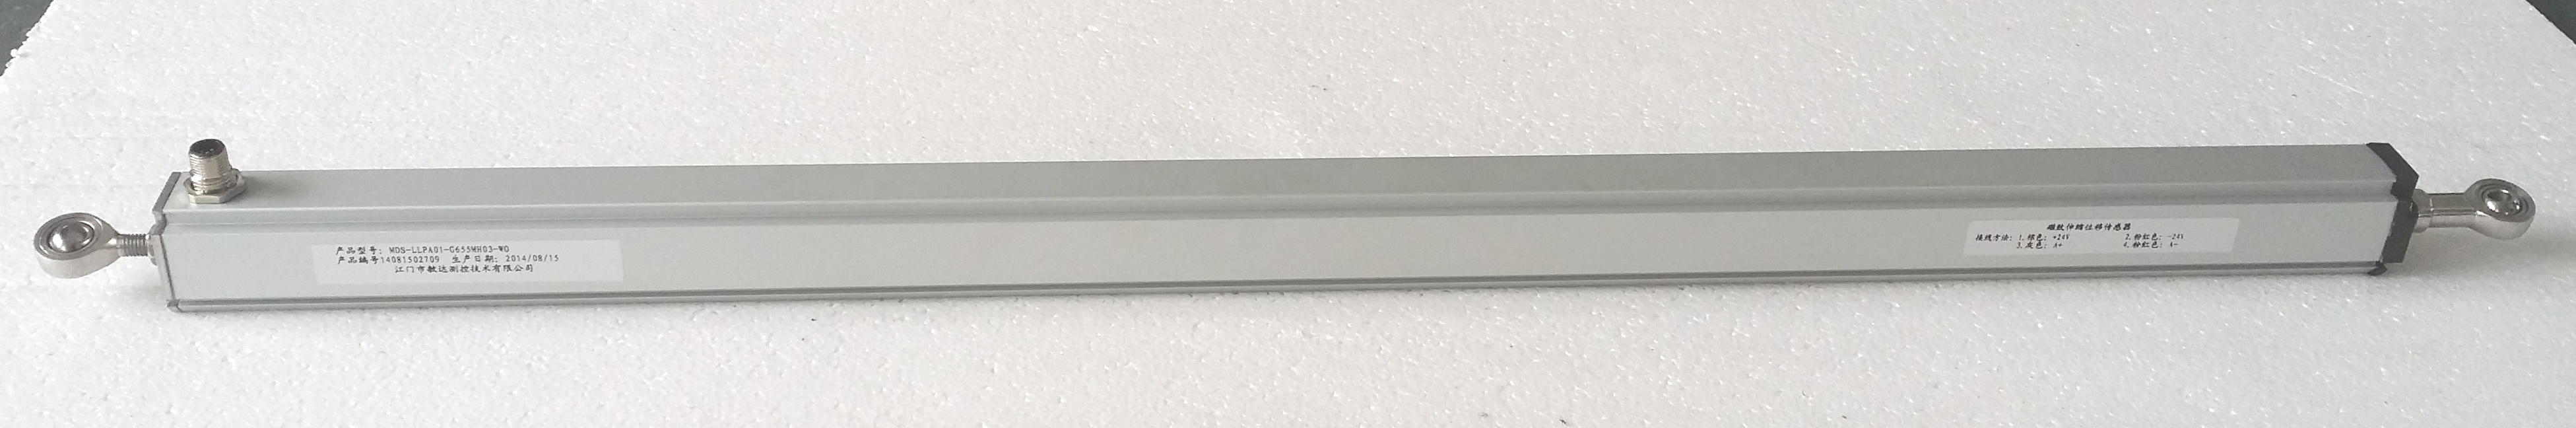 产品型号: MDS-LLPA01-G655MH03-W0
产品编号14081502709 生产日期: 2014/08/15
江门市敏达测控技术有限公司
磁致伸缩位移传感器
接线方法: 1.棕色: +24V 2.粉红色: -24V
3.灰色: A+ 4.粉红色: A-